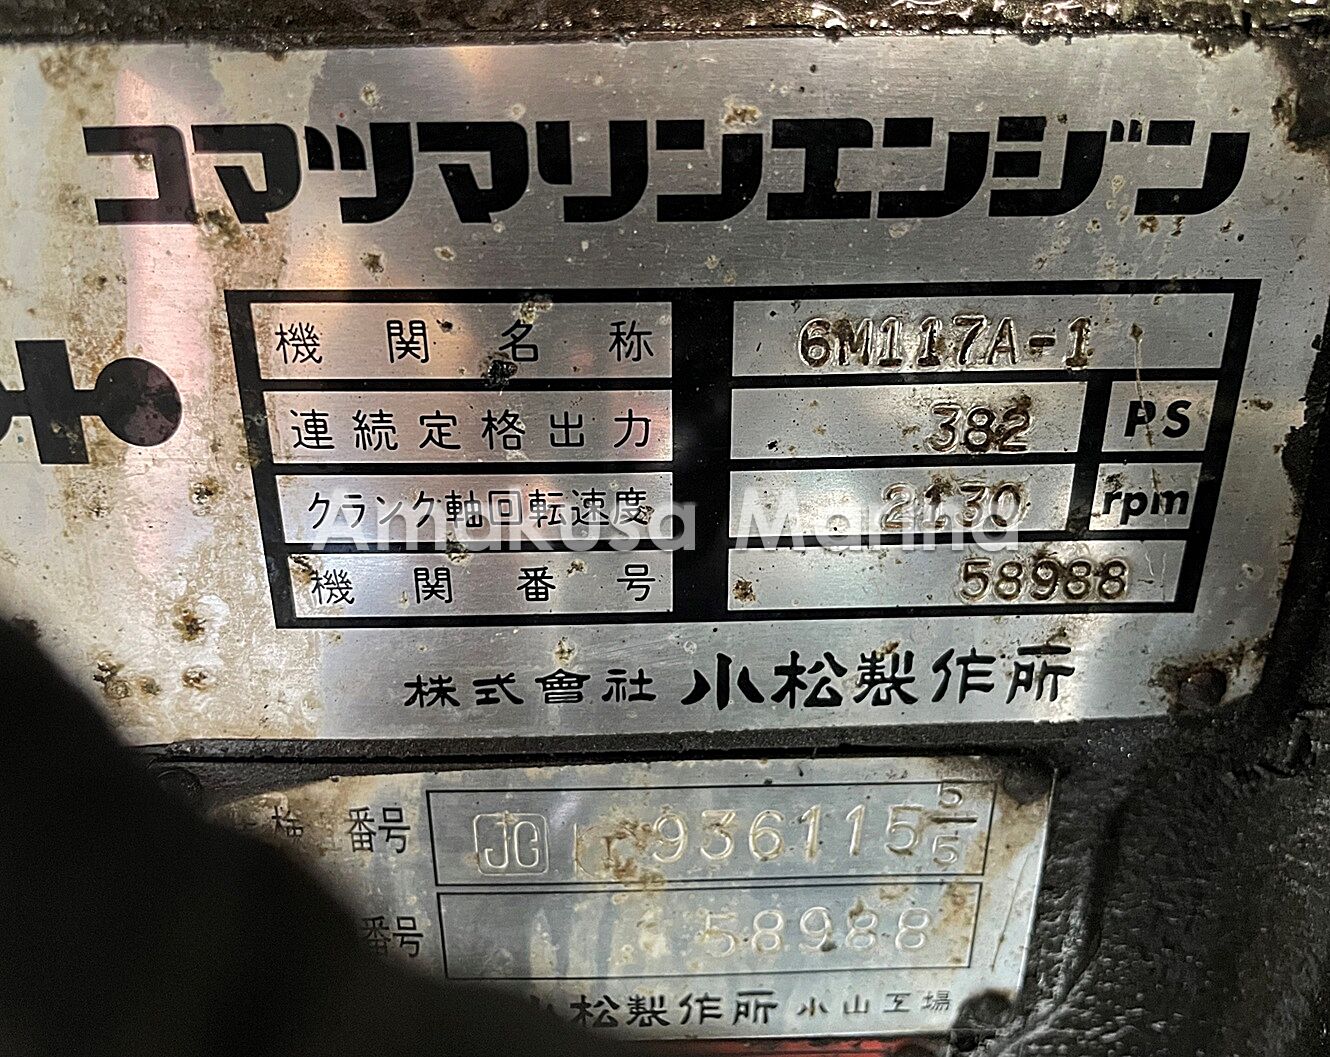 コマツマリンエンジン
機関名称 6M117A-1
連続定格出力 382 PS
クランク軸回転速度 2130 rpm
Amakusa Marina
機関番号 58988
株式會社 小松製作所
検 番号 JG 936115 5/5
番号 58988
小松製作所 小山工場